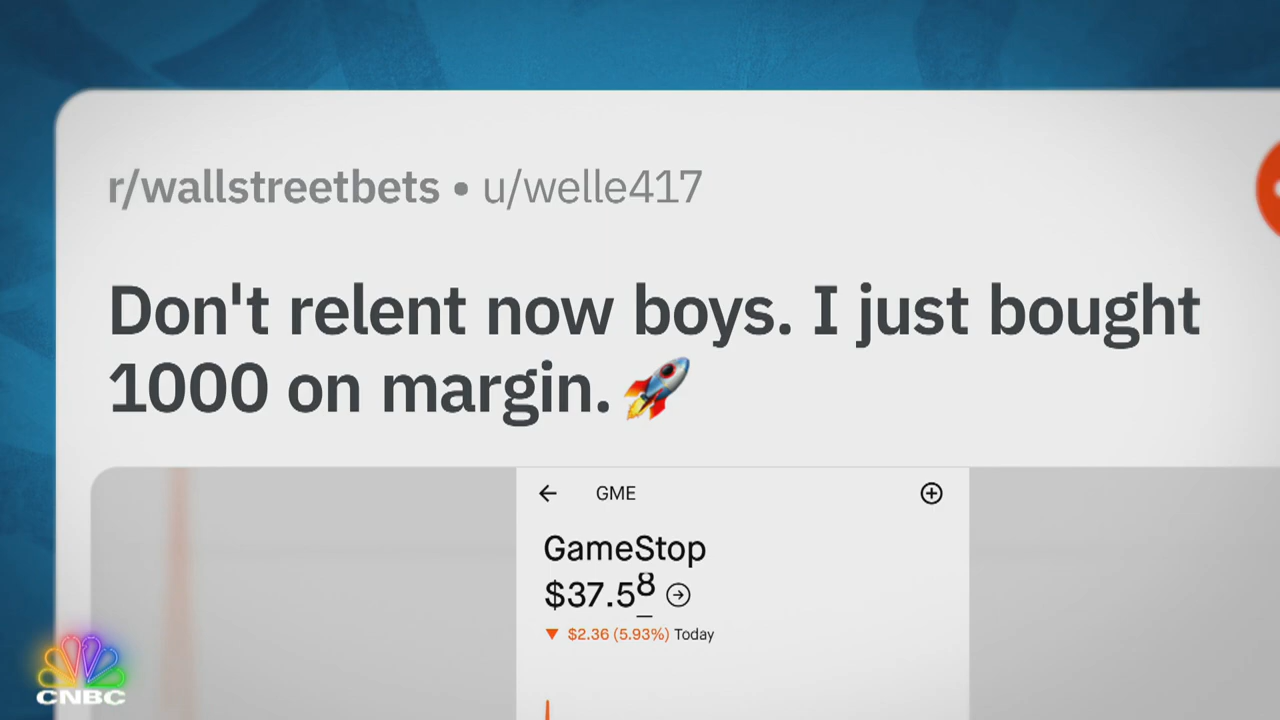 r/wallstreetbets • u/welle417
Don't relent now boys. I just bought
1000 on margin. 🚀
GME
GameStop
$37.58
▼ $2.36 (5.93%) Today
CNBC